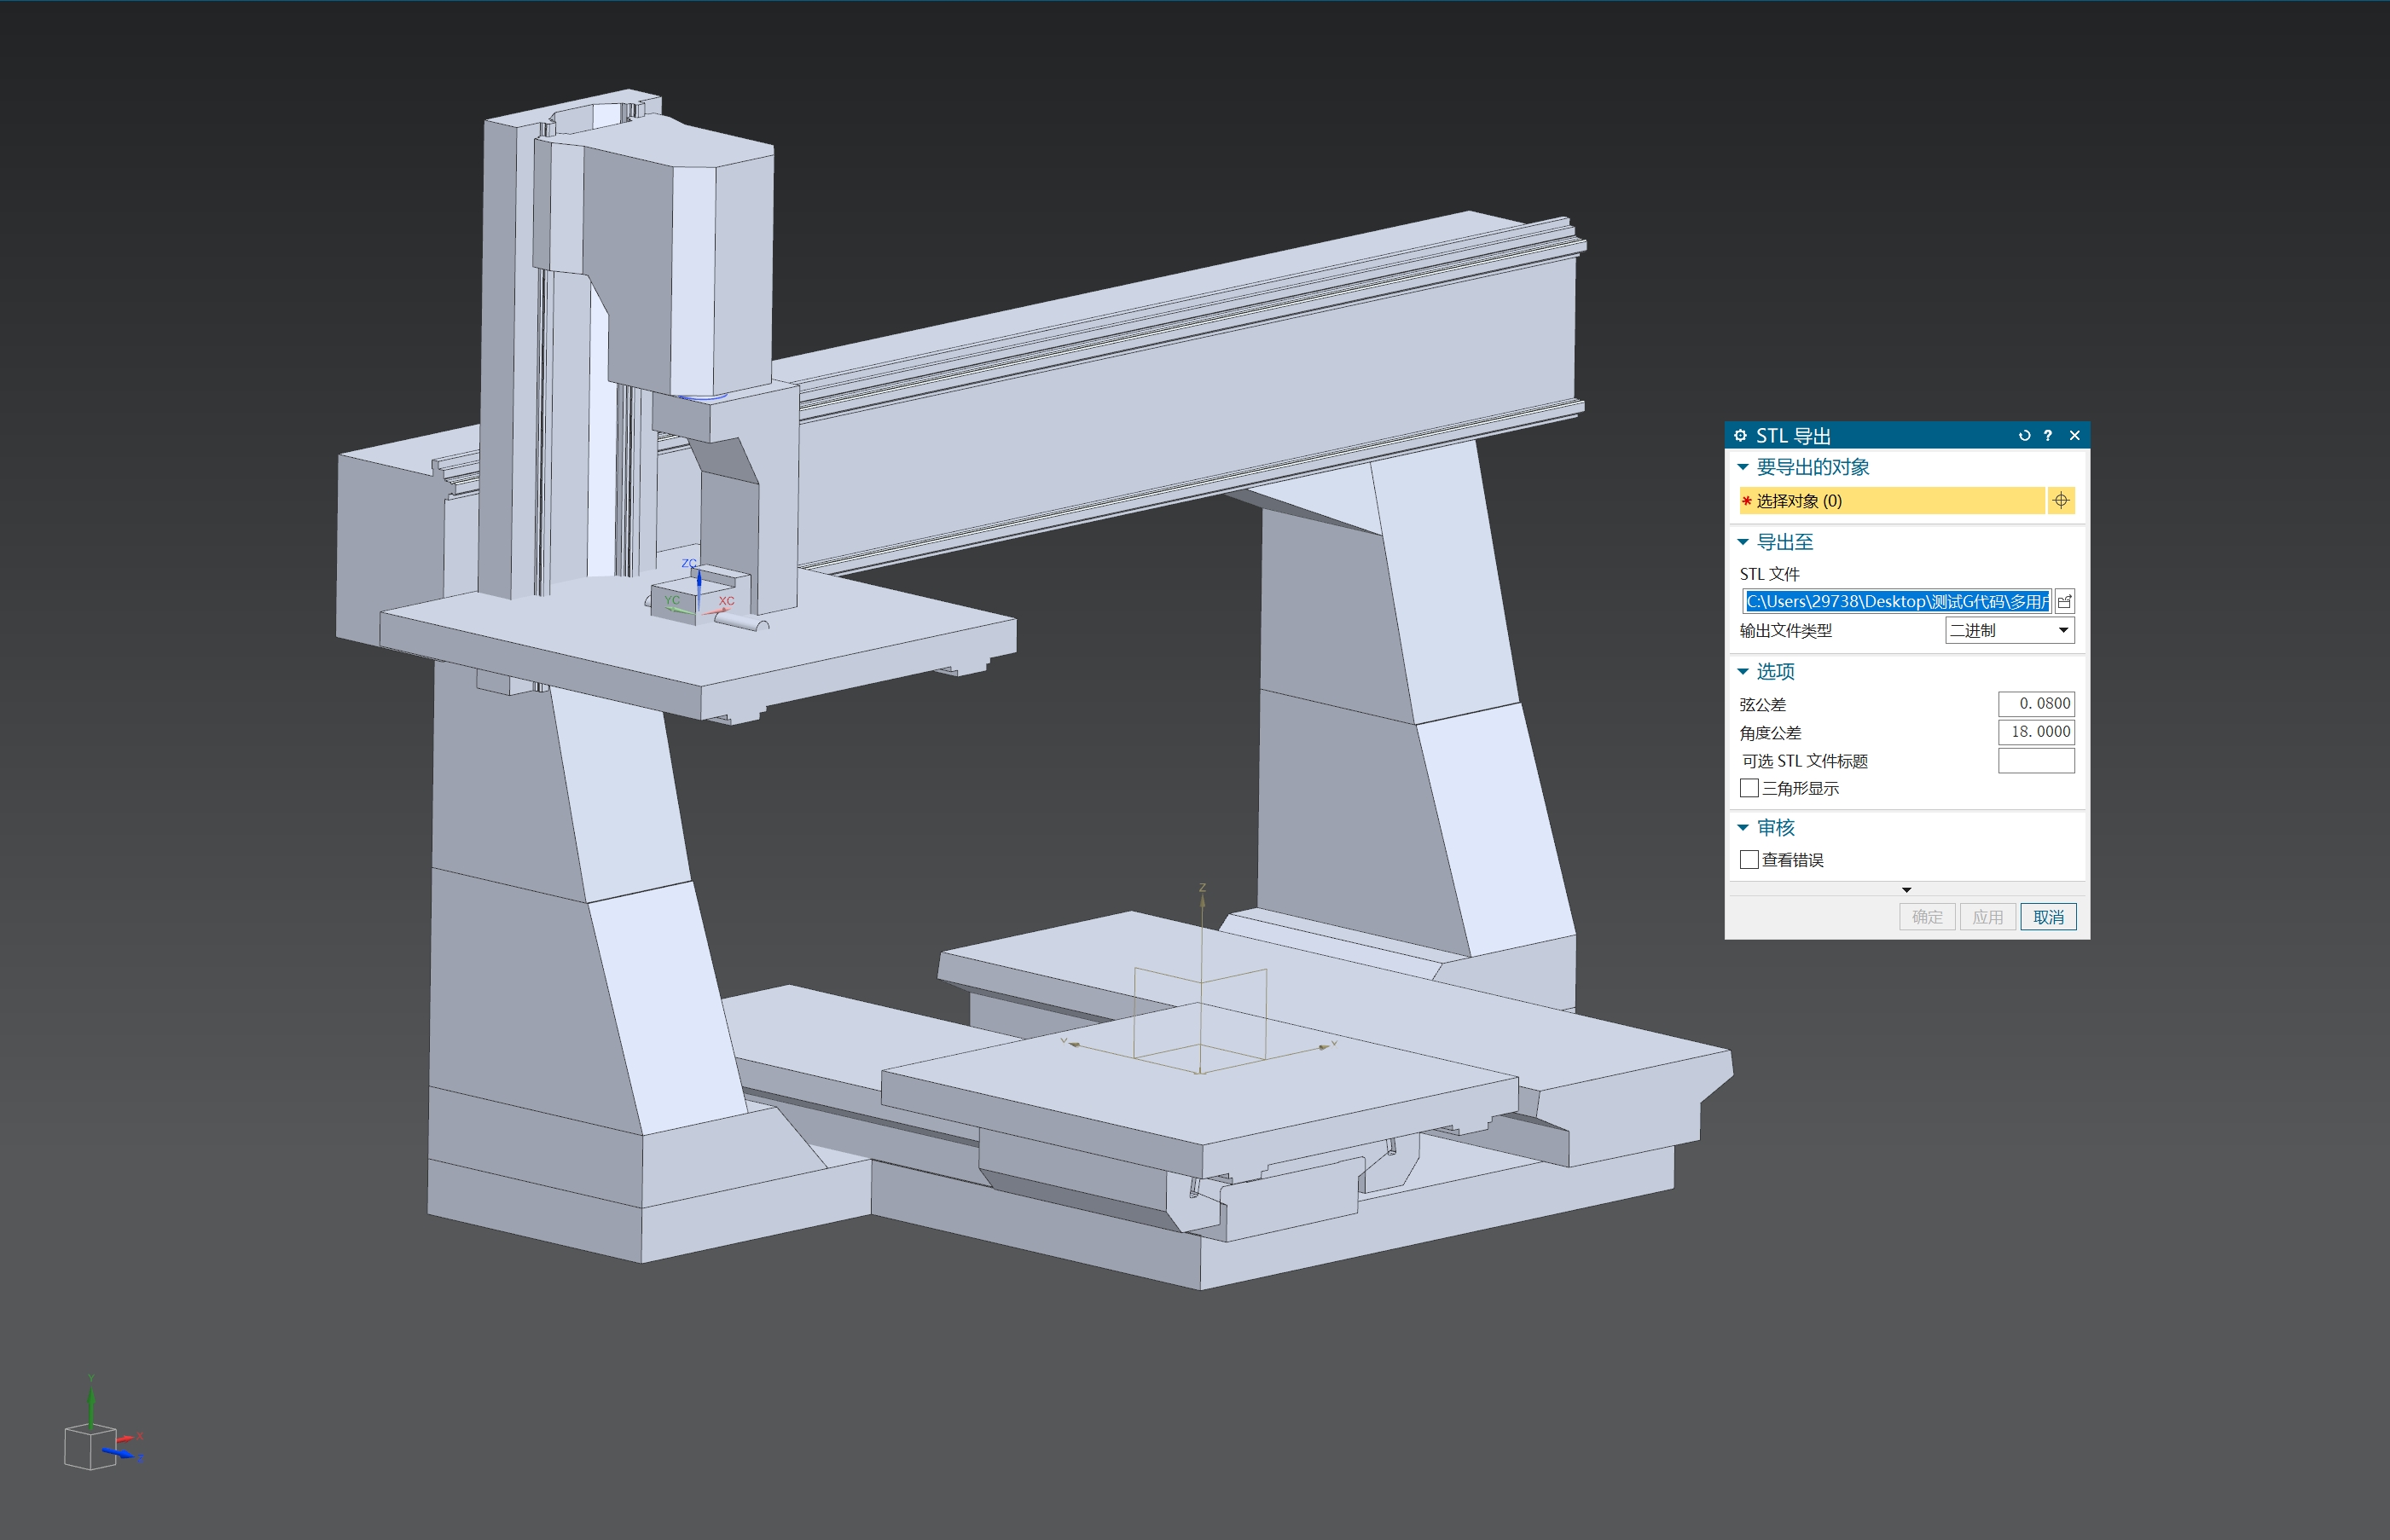 STL 导出
要导出的对象
* 选择对象 (0)
导出至
STL 文件
C:\Users\29738\Desktop\测试G代码\多用户
输出文件类型
二进制
选项
弦公差
0.0800
角度公差
18.0000
可选 STL 文件标题
三角形显示
审核
查看错误
确定
应用
取消
ZC
YC
XC
Z
Y
X